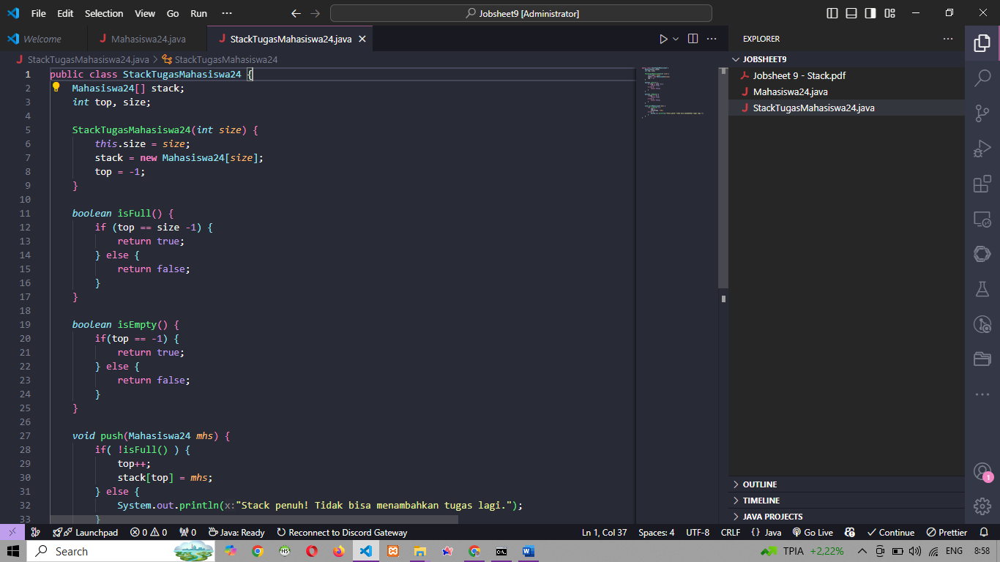 File Edit Selection View Go Run ··· Jobsheet9 [Administrator]
Welcome Mahasiswa24.java StackTugasMahasiswa24.java
StackTugasMahasiswa24.java > StackTugasMahasiswa24
1 public class StackTugasMahasiswa24 {
2 Mahasiswa24[] stack;
3 int top, size;
4
5 StackTugasMahasiswa24(int size) {
6 this.size = size;
7 stack = new Mahasiswa24[size];
8 top = -1;
9 }
10
11 boolean isFull() {
12 if (top == size -1) {
13 return true;
14 } else {
15 return false;
16 }
17 }
18
19 boolean isEmpty() {
20 if(top == -1) {
21 return true;
22 } else {
23 return false;
24 }
25 }
26
27 void push(Mahasiswa24 mhs) {
28 if( !isFull() ) {
29 top++;
30 stack[top] = mhs;
31 } else {
32 System.out.println(x:"Stack penuh! Tidak bisa menambahkan tugas lagi.");
33 }
EXPLORER
JOBSHEET9
Jobsheet 9 - Stack.pdf
Mahasiswa24.java
StackTugasMahasiswa24.java
OUTLINE
TIMELINE
JAVA PROJECTS
1
Launchpad 0 0 0 Java: Ready Reconnect to Discord Gateway Ln 1, Col 37 Spaces: 4 UTF-8 CRLF {} Java Go Live Continue Prettier
Search TPIA +2,22% ENG 8:58